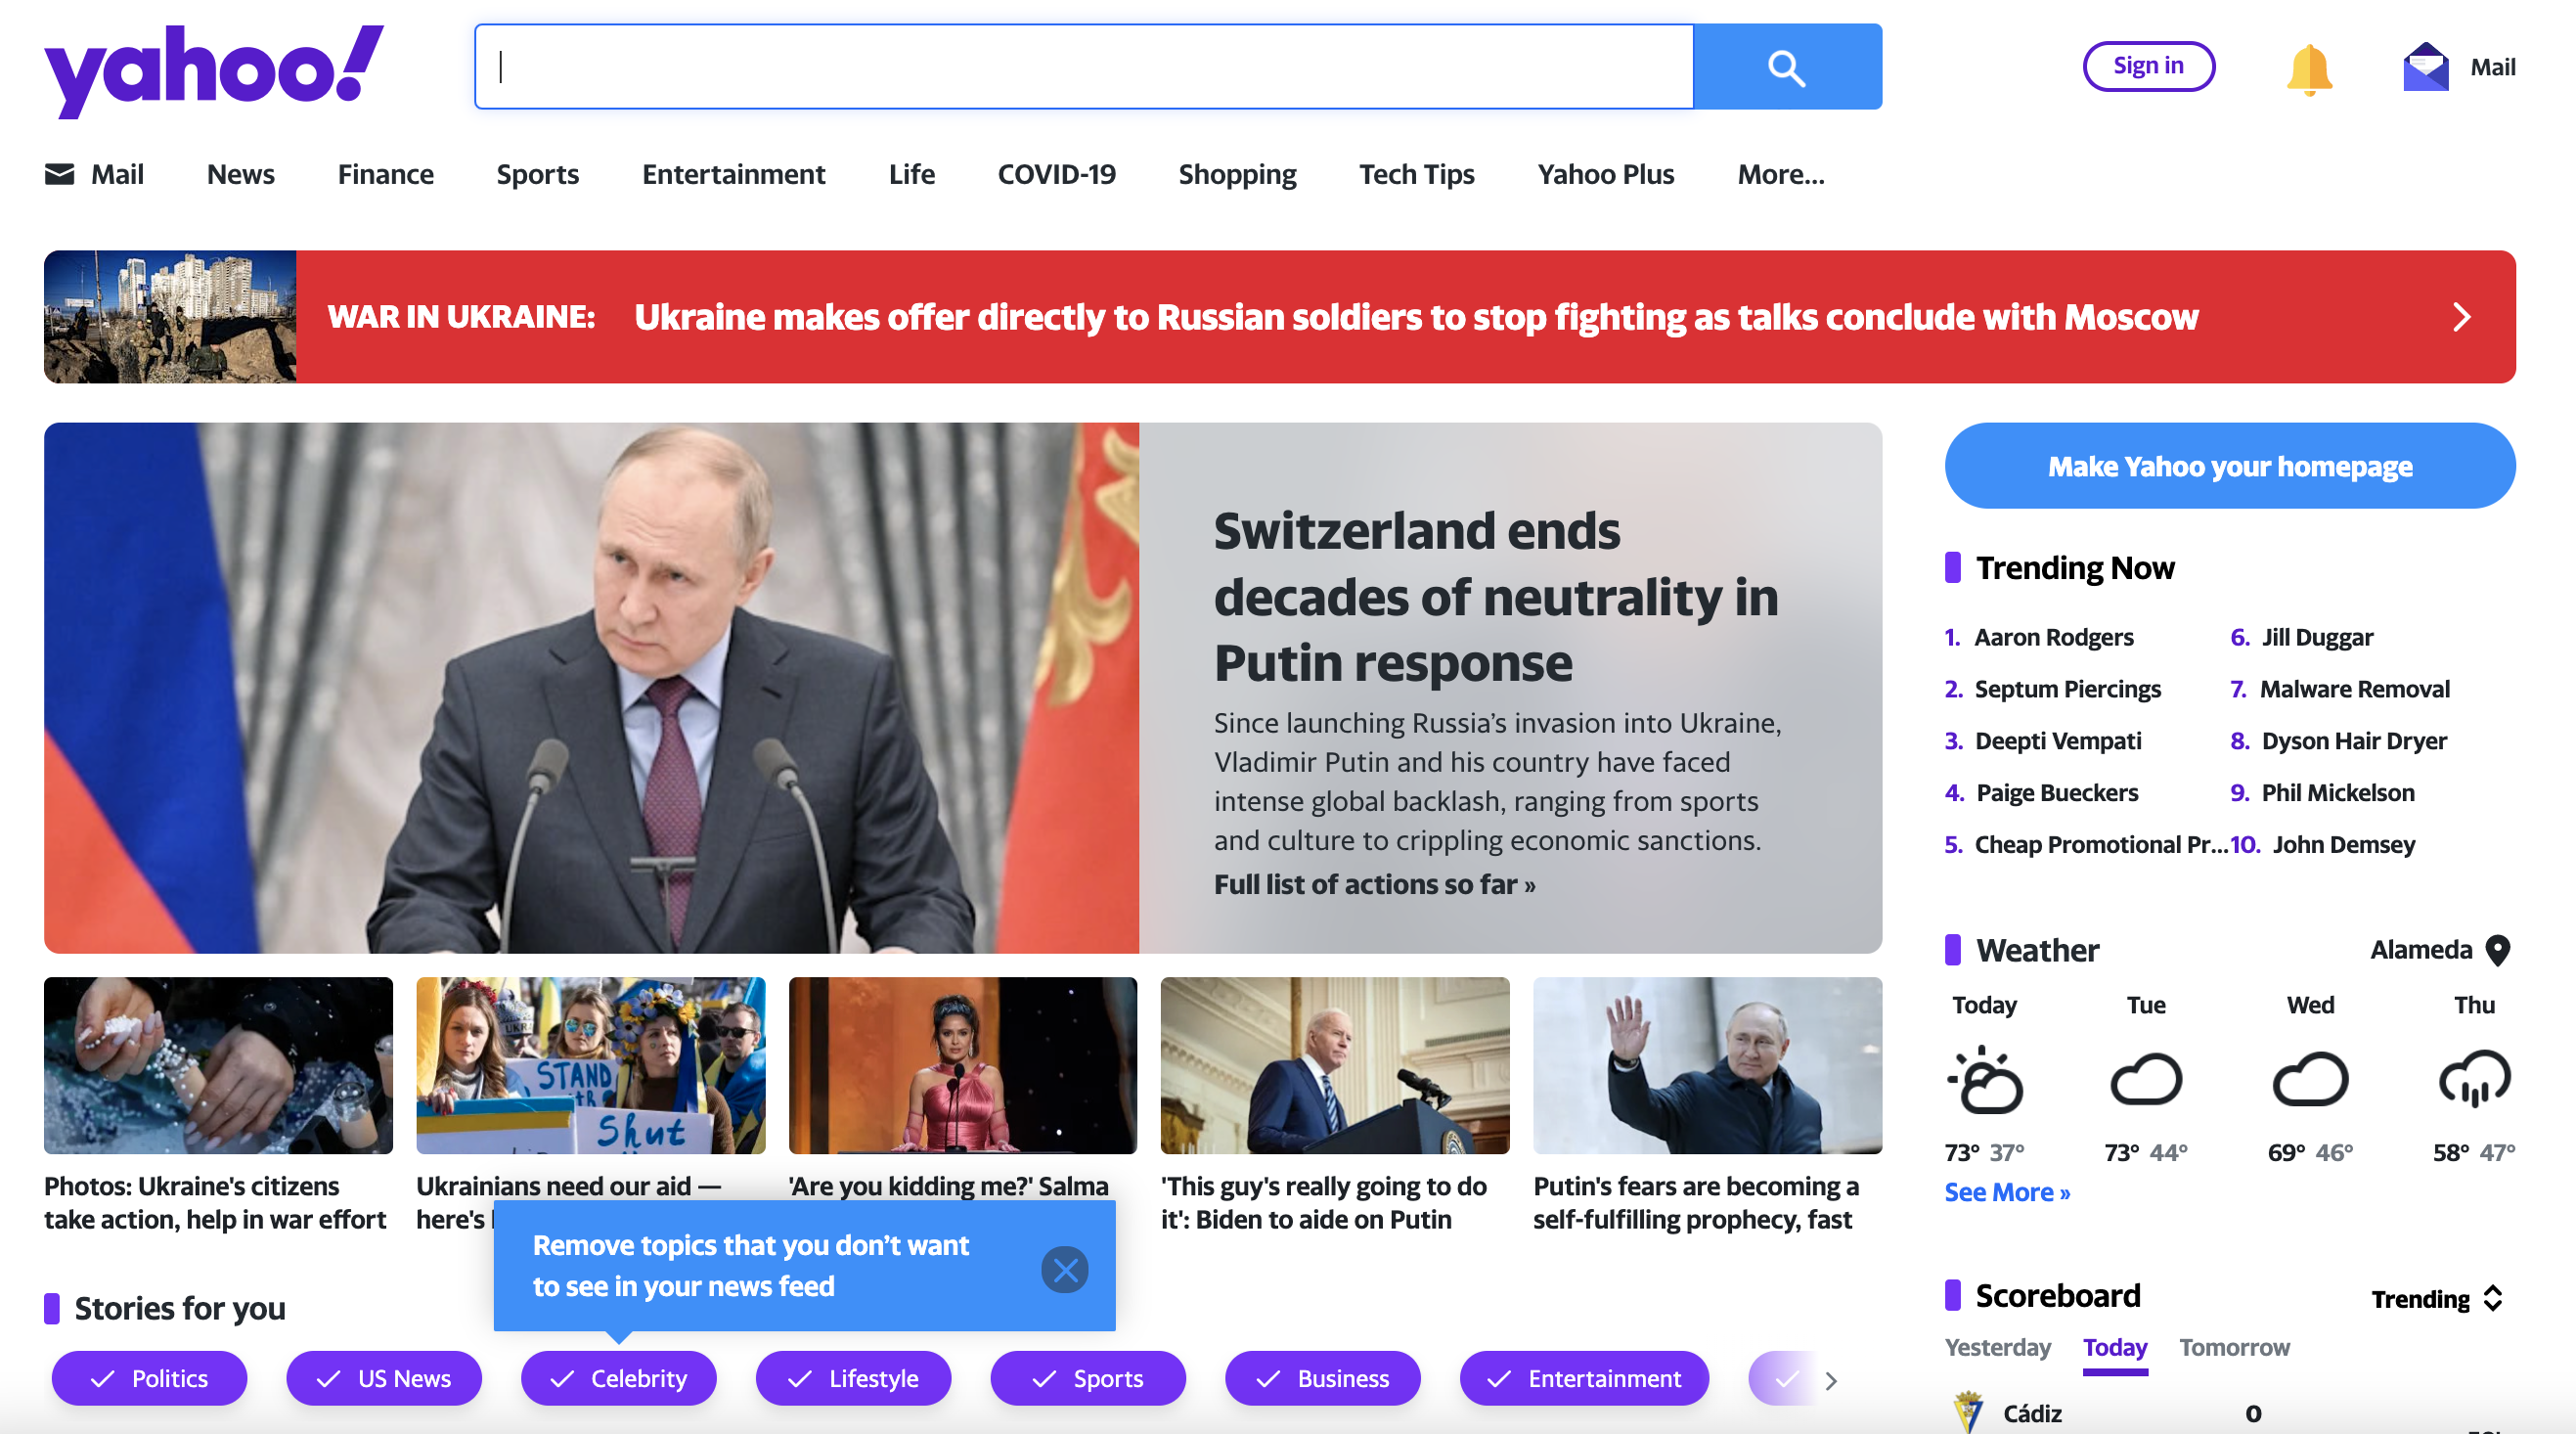 yahoo!
Sign in
Mail
Mail
News
Finance
Sports
Entertainment
Life
COVID-19
Shopping
Tech Tips
Yahoo Plus
More...
WAR IN UKRAINE: Ukraine makes offer directly to Russian soldiers to stop fighting as talks conclude with Moscow
Switzerland ends
decades of neutrality in
Putin response
Since launching Russia’s invasion into Ukraine,
Vladimir Putin and his country have faced
intense global backlash, ranging from sports
and culture to crippling economic sanctions.
Full list of actions so far »
STAND
Shut
Photos: Ukraine's citizens
take action, help in war effort
Ukrainians need our aid —
here's
'Are you kidding me?' Salma
'This guy's really going to do
it': Biden to aide on Putin
Putin's fears are becoming a
self-fulfilling prophecy, fast
Remove topics that you don’t want
to see in your news feed
Stories for you
Politics
US News
Celebrity
Lifestyle
Sports
Business
Entertainment
Make Yahoo your homepage
Trending Now
1. Aaron Rodgers
2. Septum Piercings
3. Deepti Vempati
4. Paige Bueckers
5. Cheap Promotional Pr...
6. Jill Duggar
7. Malware Removal
8. Dyson Hair Dryer
9. Phil Mickelson
10. John Demsey
Weather
Alameda
Today
Tue
Wed
Thu
73° 37°
73° 44°
69° 46°
58° 47°
See More »
Scoreboard
Trending
Yesterday
Today
Tomorrow
Cádiz 0